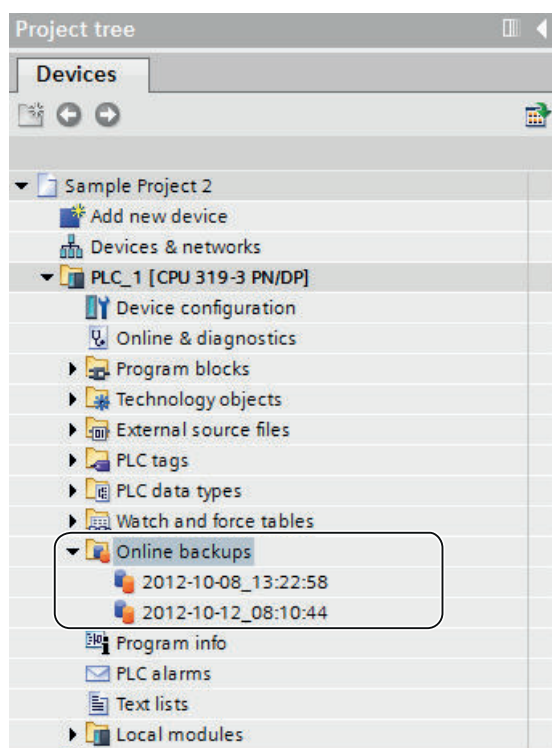 Project tree
Devices
Sample Project 2
Add new device
Devices & networks
PLC_1 [CPU 319-3 PN/DP]
Device configuration
Online & diagnostics
Program blocks
Technology objects
External source files
PLC tags
PLC data types
Watch and force tables
Online backups
2012-10-08_13:22:58
2012-10-12_08:10:44
Program info
PLC alarms
Text lists
Local modules